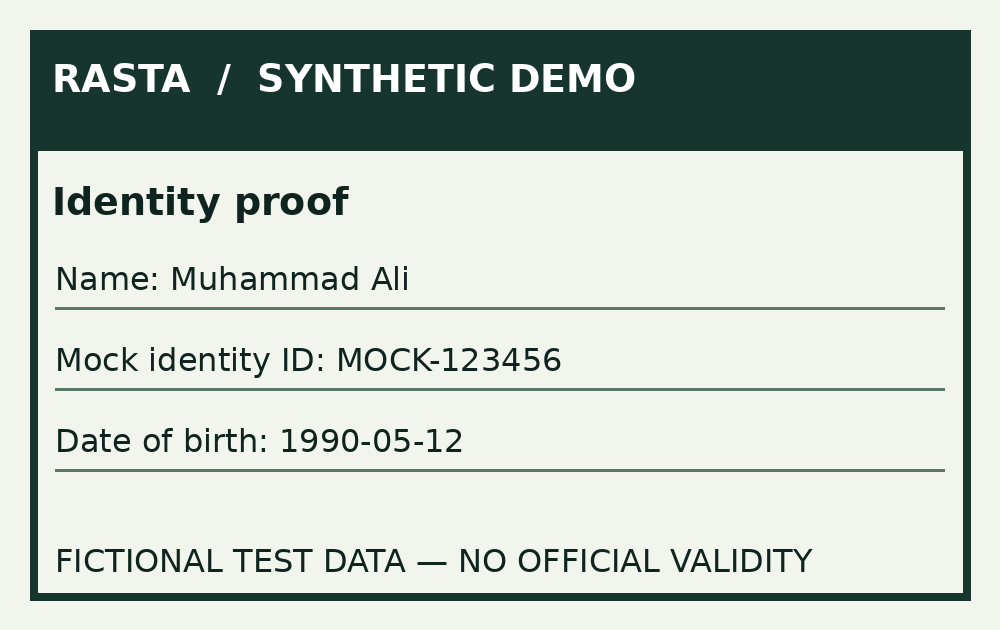 RASTA / SYNTHETIC DEMO
Identity proof
Name: Muhammad Ali
Mock identity ID: MOCK-123456
Date of birth: 1990-05-12
FICTIONAL TEST DATA — NO OFFICIAL VALIDITY